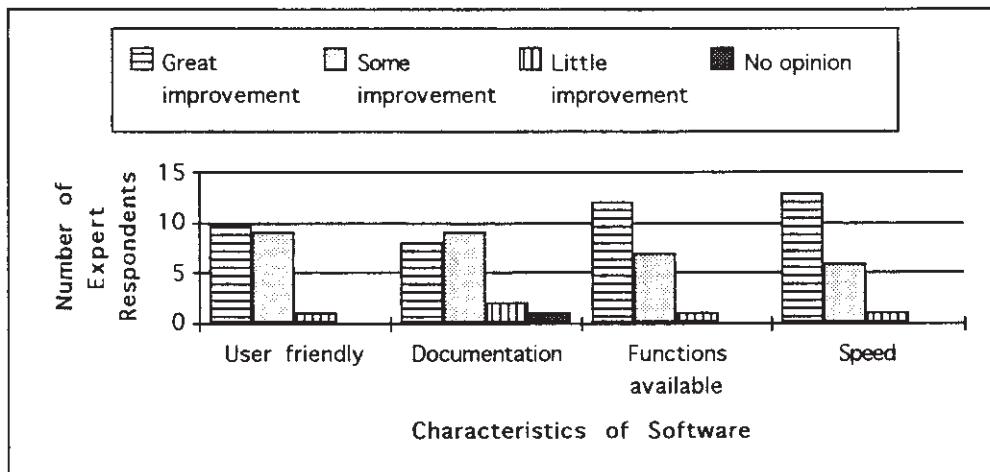 Great improvement
Some improvement
Little improvement
No opinion
Number of Expert Respondents
15
10
5
0
User friendly
Documentation
Functions available
Speed
Characteristics of Software